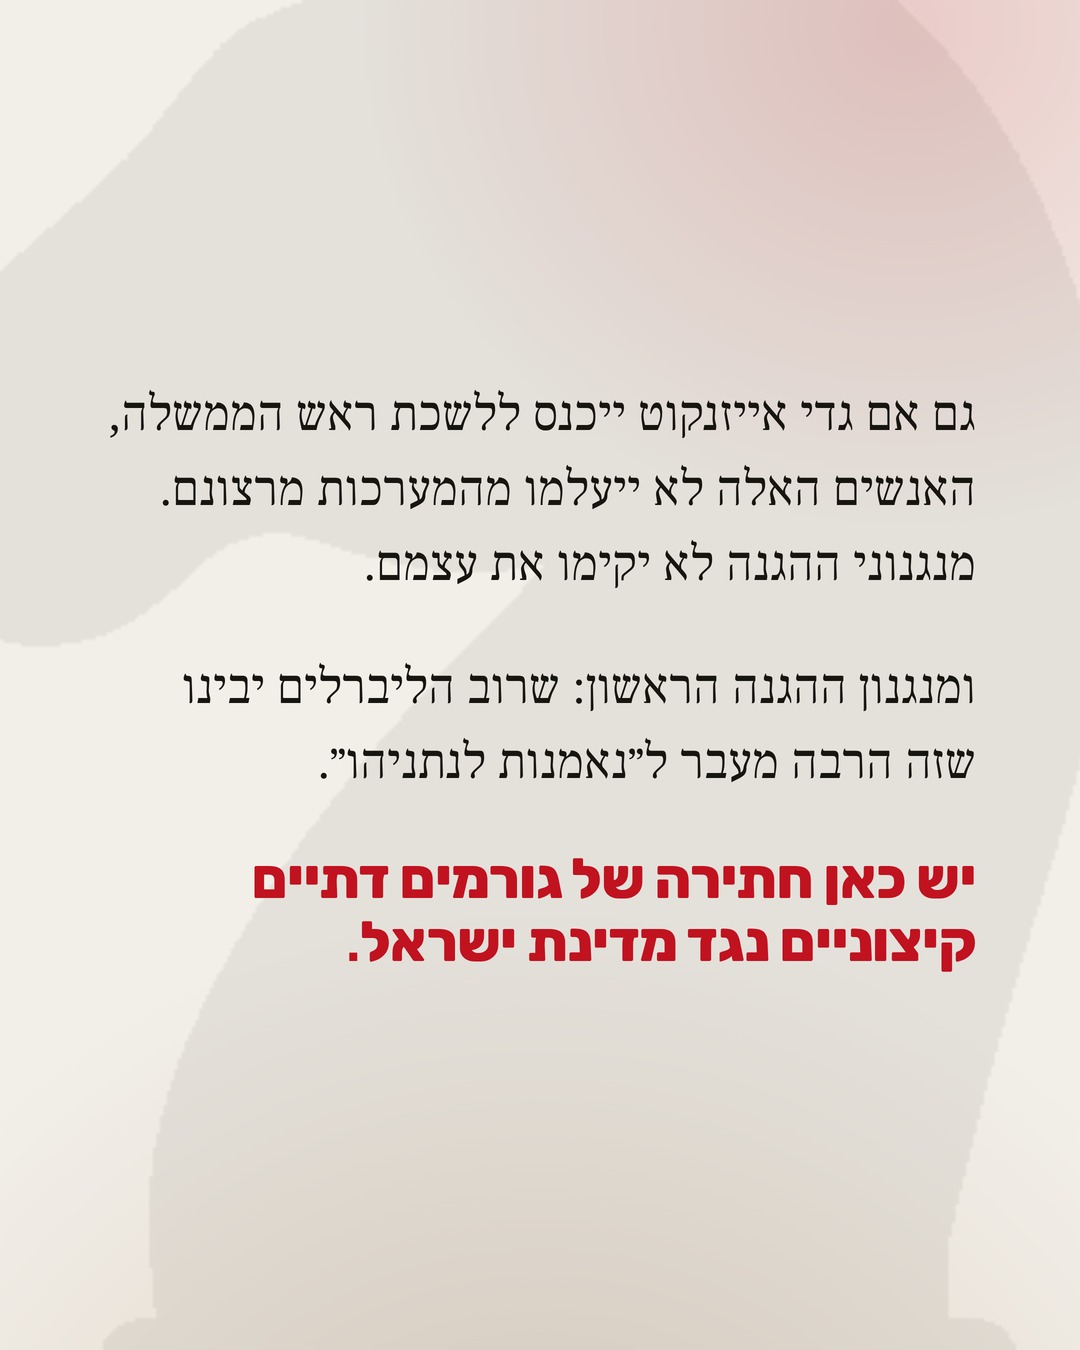 גם אם גדי אייזנקוט ייכנס ללשכת ראש הממשלה,
האנשים האלה לא ייעלמו מהמערכות מרצונם.
מנגנוני ההגנה לא יקימו את עצמם.
ומנגנון ההגנה הראשון: שרוב הליברלים יבינו
שזה הרבה מעבר ל״נאמנות לנתניהו״.
יש כאן חתירה של גורמים דתיים
קיצוניים נגד מדינת ישראל.